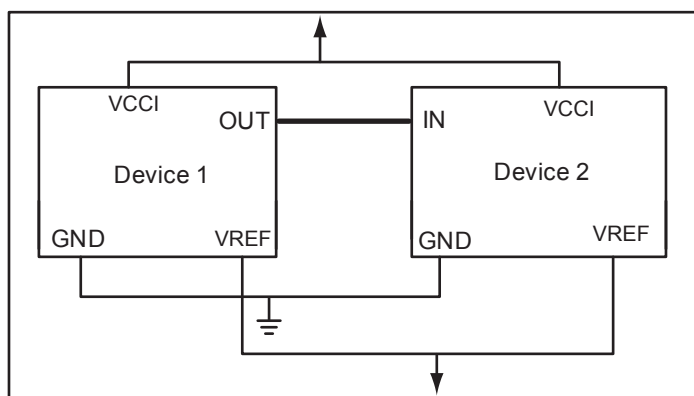 VCCI
OUT
Device 1
GND
VREF
VCCI
IN
Device 2
GND
VREF